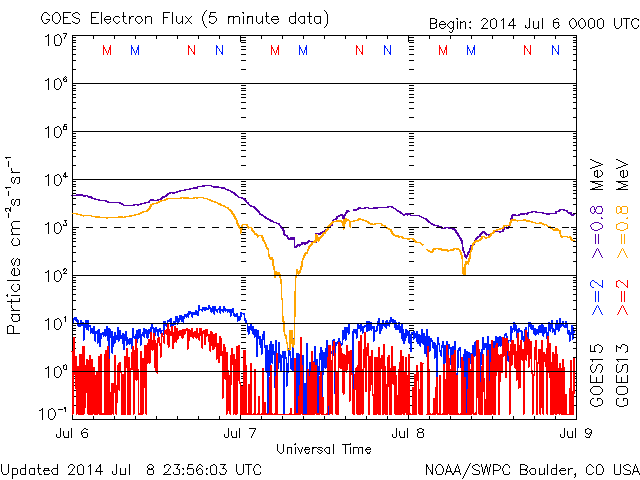 GOES Electron Flux (5 minute data)
Begin: 2014 Jul 6 0000 UTC
10⁷
M M N N M M N N M M N N
10⁶
10⁵
10⁴
10³
10²
10¹
10⁰
10⁻¹
Particles cm⁻²s⁻¹sr⁻¹
Jul 6 Jul 7 Jul 8 Jul 9
Universal Time
GOES15 >=2 >=0.8 MeV
GOES13 >=2 >=0.8 MeV
Updated 2014 Jul 8 23:56:03 UTC
NOAA/SWPC Boulder, CO USA